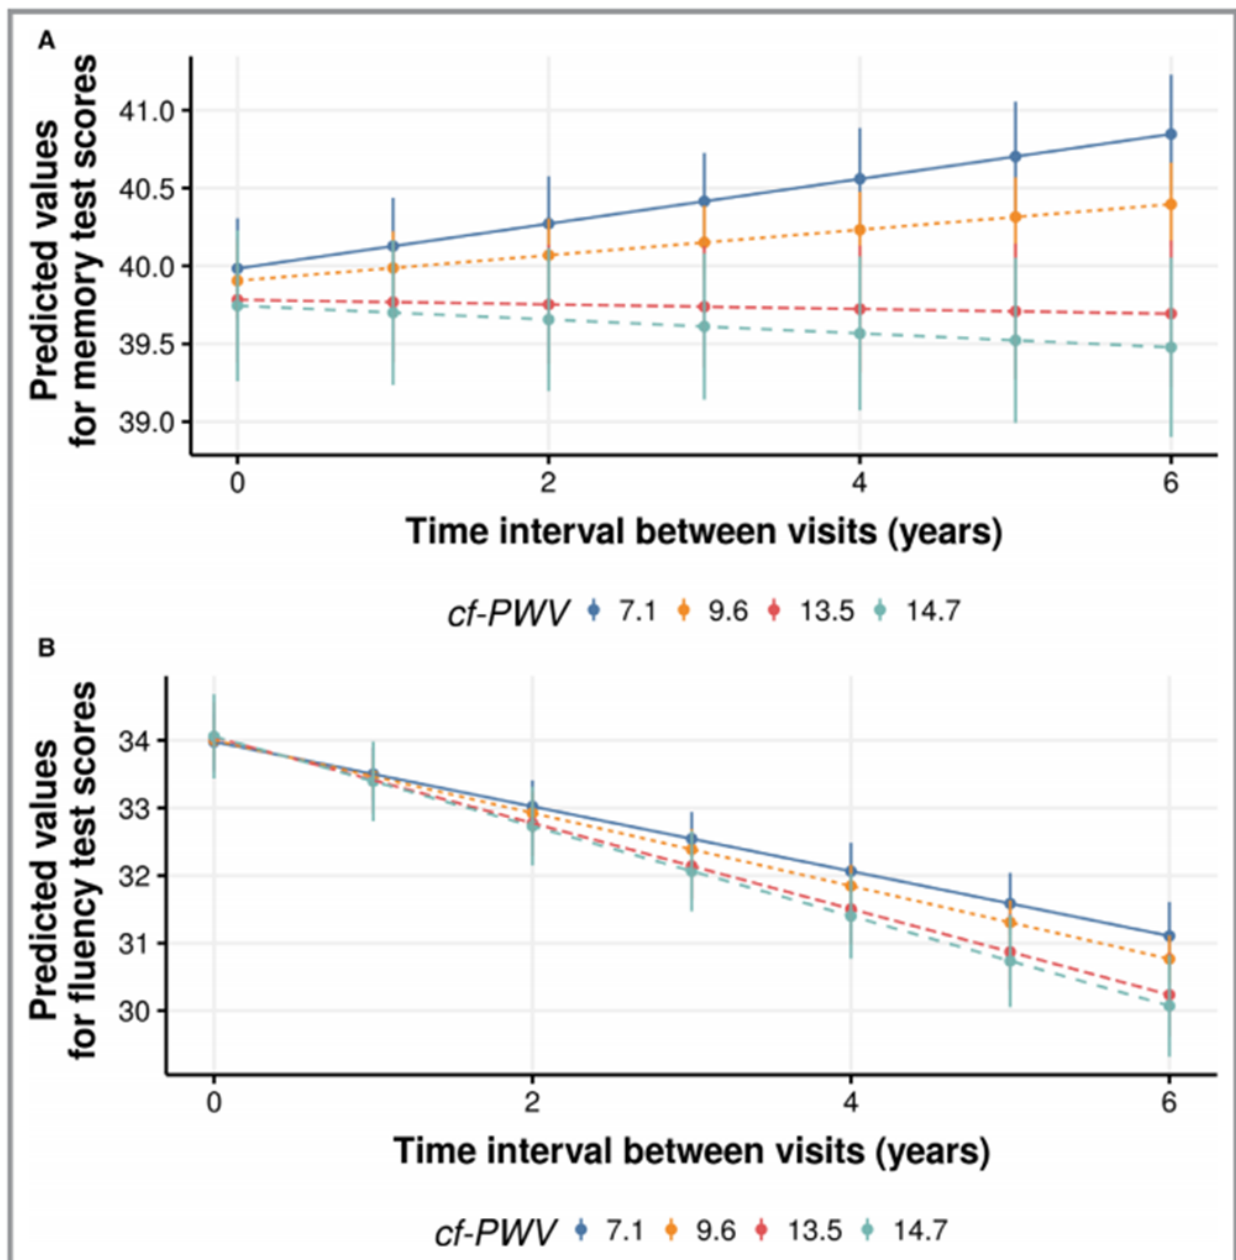 A
Predicted values
for memory test scores
41.0
40.5
40.0
39.5
39.0
0 2 4 6
Time interval between visits (years)
cf-PWV 7.1 9.6 13.5 14.7
B
Predicted values
for fluency test scores
34
33
32
31
30
0 2 4 6
Time interval between visits (years)
cf-PWV 7.1 9.6 13.5 14.7